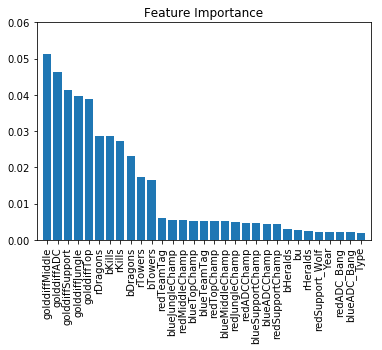 Feature Importance
0.06
0.05
0.04
0.03
0.02
0.01
0.00
golddiffMiddle
golddiffADC
golddiffSupport
golddiffJungle
golddiffTop
rDragons
bKills
rKills
bDragons
rTowers
bTowers
redTeamTag
blueJungleChamp
redMiddleChamp
blueTopChamp
blueTeamTag
redTopChamp
blueMiddleChamp
redJungleChamp
redADCChamp
blueSupportChamp
blueADCChamp
redSupportChamp
bHeralds
bu
rHeralds
redSupport_Wolf
Year
redADC_Bang
blueADC_Bang
Type